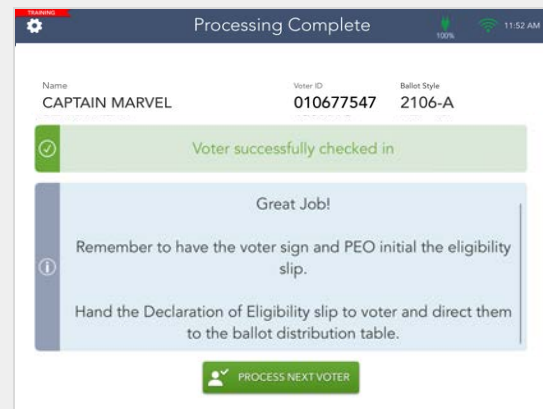 TRAINING
Processing Complete
100%
11:52 AM
Name
Voter ID
Ballot Style
CAPTAIN MARVEL
010677547
2106-A
Voter successfully checked in
Great Job!
Remember to have the voter sign and PEO initial the eligibility
slip.
Hand the Declaration of Eligibility slip to voter and direct them
to the ballot distribution table.
PROCESS NEXT VOTER